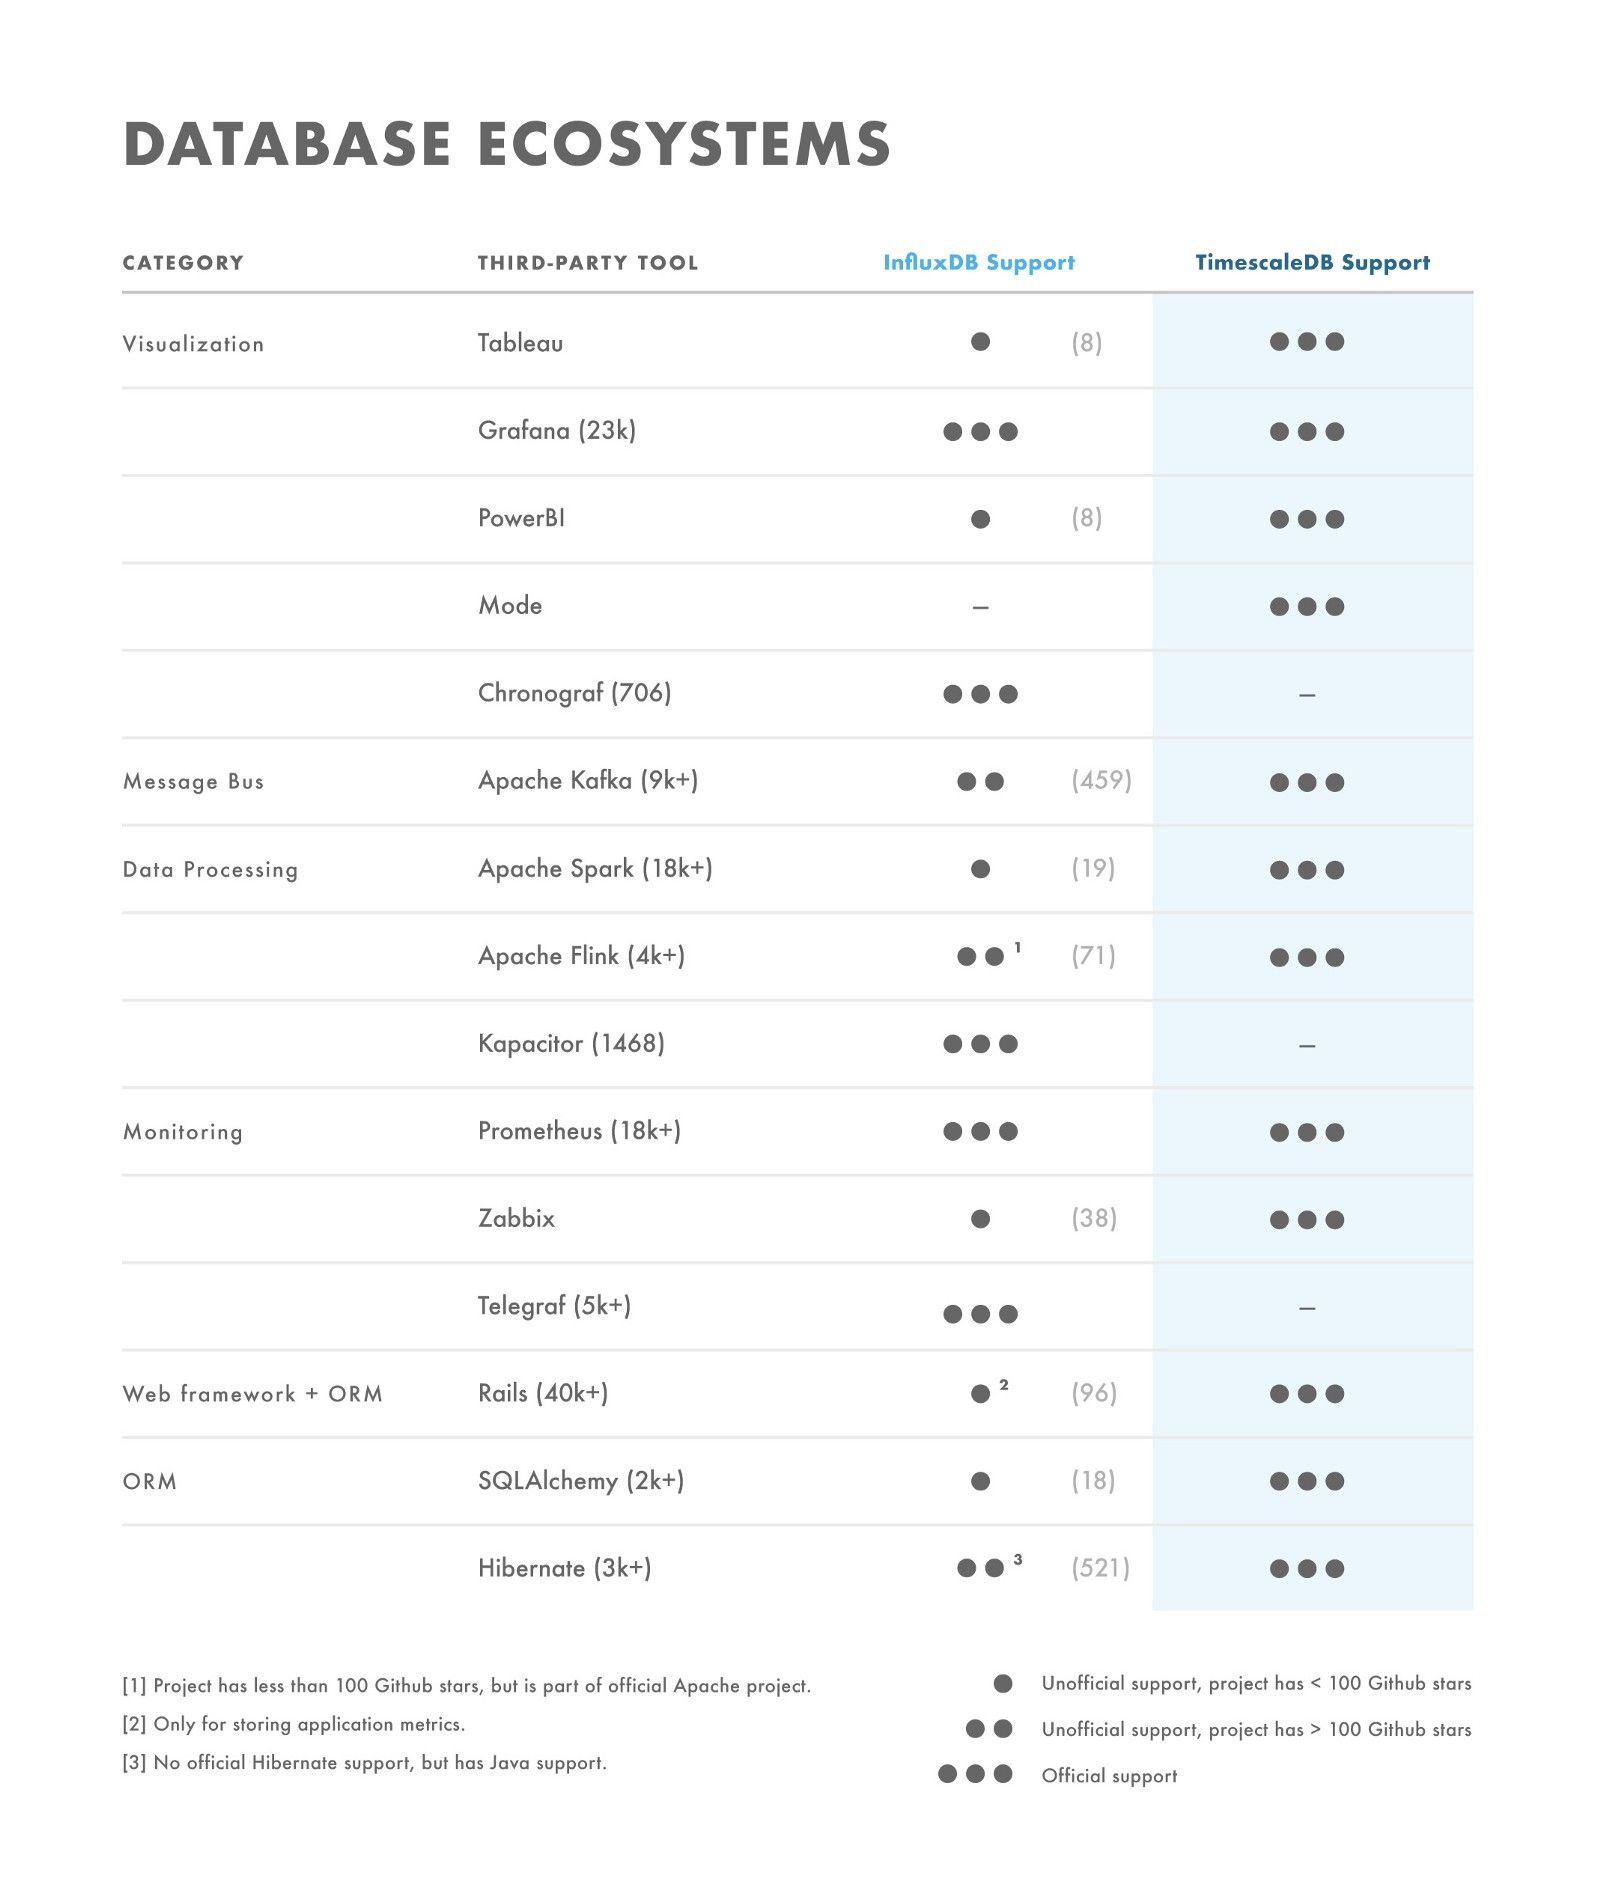 DATABASE ECOSYSTEMS
CATEGORY THIRD-PARTY TOOL InfluxDB Support TimescaleDB Support
Visualization Tableau ● (8) ●●●
Grafana (23k) ●●● ●●●
PowerBI ● (8) ●●●
Mode – ●●●
Chronograf (706) ●●● –
Message Bus Apache Kafka (9k+) ●● (459) ●●●
Data Processing Apache Spark (18k+) ● (19) ●●●
Apache Flink (4k+) ●● 1 (71) ●●●
Kapacitor (1468) ●●● –
Monitoring Prometheus (18k+) ●●● ●●●
Zabbix ● (38) ●●●
Telegraf (5k+) ●●● –
Web framework + ORM Rails (40k+) ● 2 (96) ●●●
ORM SQLAlchemy (2k+) ● (18) ●●●
Hibernate (3k+) ●● 3 (521) ●●●
[1] Project has less than 100 Github stars, but is part of official Apache project.
[2] Only for storing application metrics.
[3] No official Hibernate support, but has Java support.
● Unofficial support, project has < 100 Github stars
●● Unofficial support, project has > 100 Github stars
●●● Official support